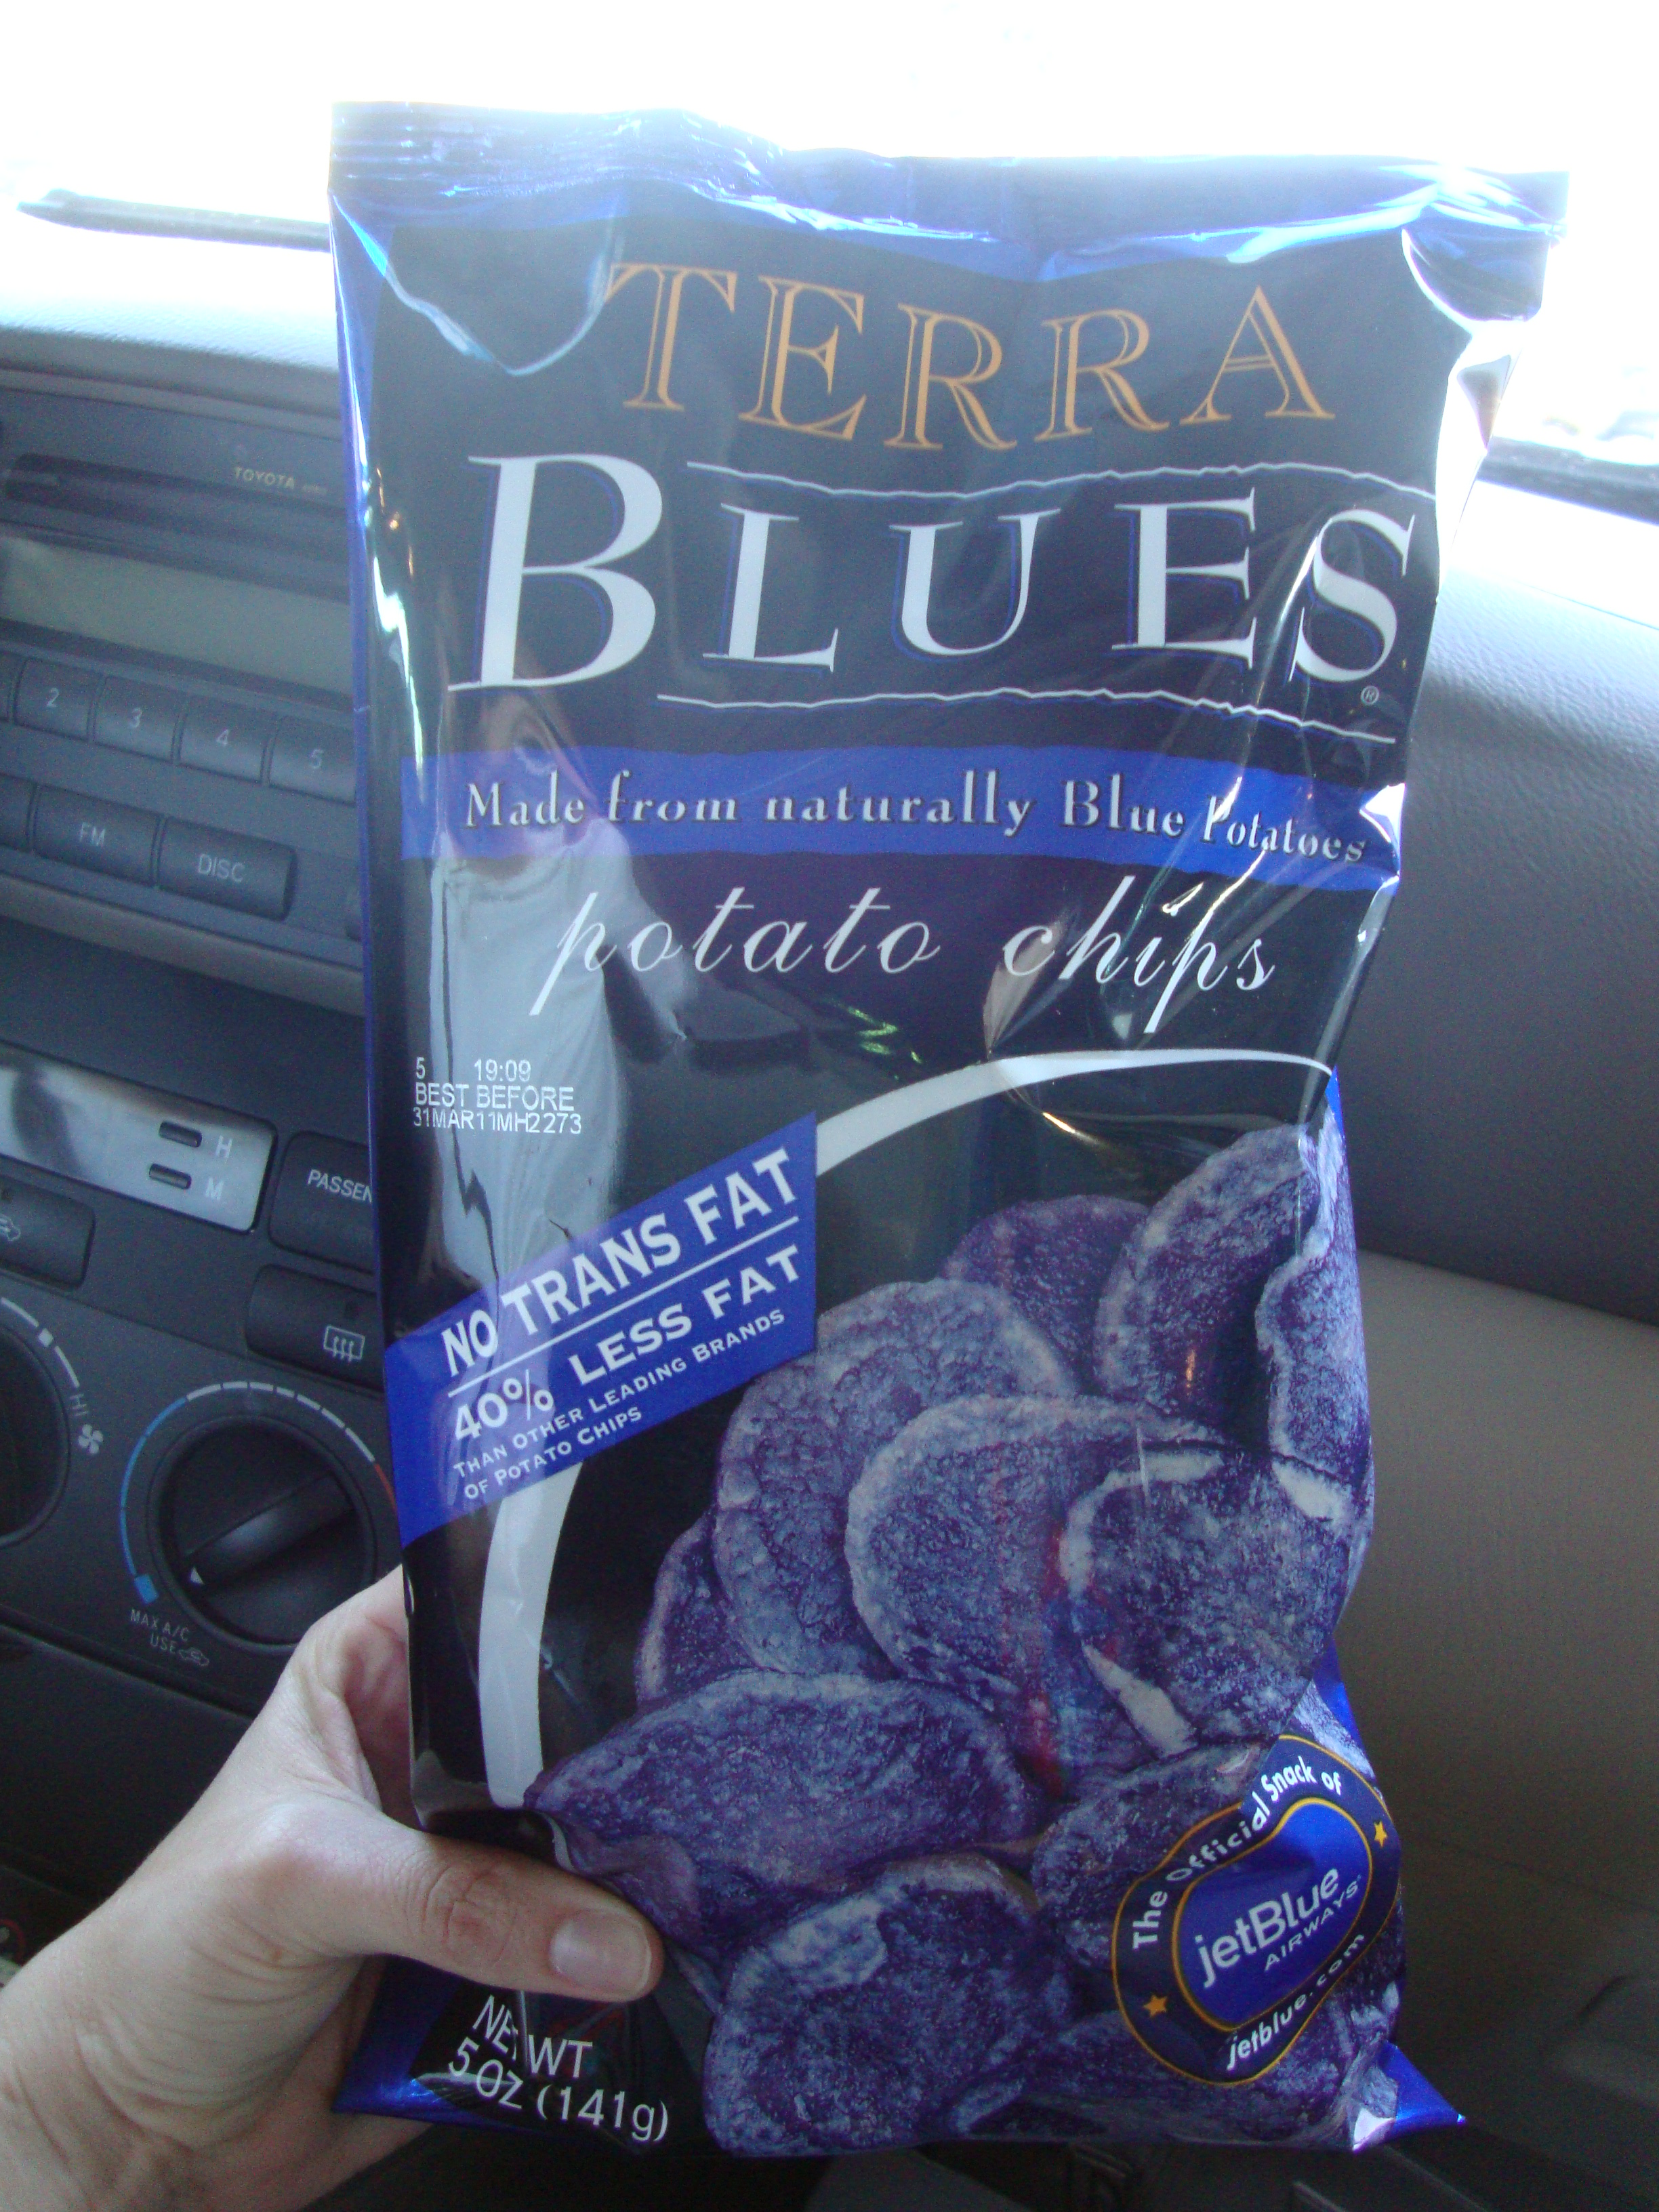 TERRA
BLUES
®
Made from naturally Blue Potatoes
potato chips
5 19:09
BEST BEFORE
31MAR11MH2273
NO TRANS FAT
40% LESS FAT
THAN OTHER LEADING BRANDS
OF POTATO CHIPS
The Official Snack of
jetBlue
AIRWAYS
jetblue.com
NET WT
5 OZ (141g)
TOYOTA
2 3 4 5
FM DISC
H
M
HI
MAX A/C
USE